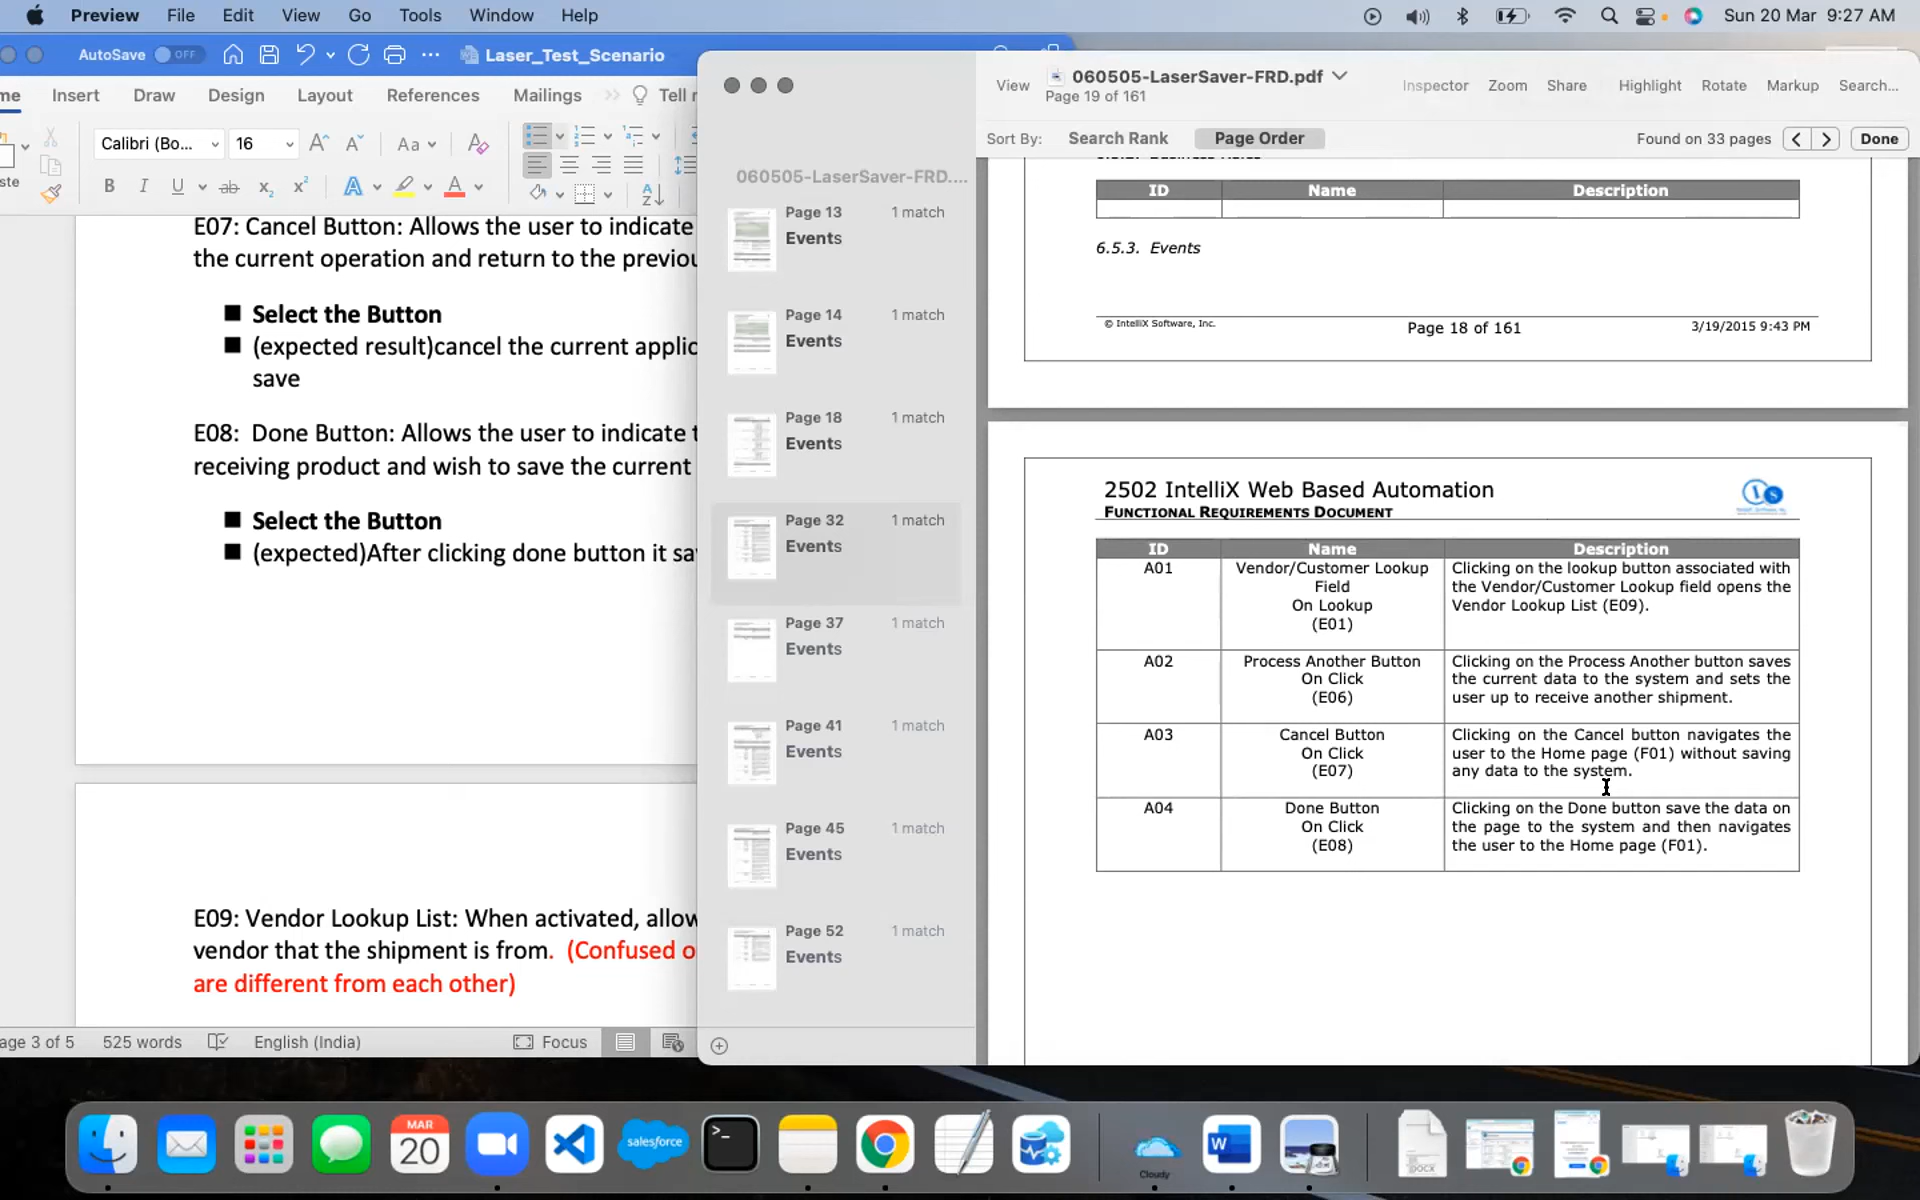 Preview File Edit View Go Tools Window Help Sun 20 Mar 9:27 AM
AutoSave OFF Laser_Test_Scenario
me Insert Draw Design Layout References Mailings Tell
Calibri (Bo... 16 Aa
ste
B I U ab x₂ x² A A
E07: Cancel Button: Allows the user to indicate
the current operation and return to the previou
Select the Button
(expected result)cancel the current applic
save
E08: Done Button: Allows the user to indicate t
receiving product and wish to save the current
Select the Button
(expected)After clicking done button it sa
E09: Vendor Lookup List: When activated, allow
vendor that the shipment is from. (Confused o
are different from each other)
age 3 of 5 525 words English (India) Focus
060505-LaserSaver-FRD....
Page 13 1 match
Events
Page 14 1 match
Events
Page 18 1 match
Events
Page 32 1 match
Events
Page 37 1 match
Events
Page 41 1 match
Events
Page 45 1 match
Events
Page 52 1 match
Events
View 060505-LaserSaver-FRD.pdf Inspector Zoom Share Highlight Rotate Markup Search...
Page 19 of 161
Sort By: Search Rank Page Order Found on 33 pages Done
ID Name Description
6.5.3. Events
© IntelliX Software, Inc. Page 18 of 161 3/19/2015 9:43 PM
2502 IntelliX Web Based Automation
FUNCTIONAL REQUIREMENTS DOCUMENT
ID Name Description
A01 Vendor/Customer Lookup Clicking on the lookup button associated with
Field the Vendor/Customer Lookup field opens the
On Lookup Vendor Lookup List (E09).
(E01)
A02 Process Another Button Clicking on the Process Another button saves
On Click the current data to the system and sets the
(E06) user up to receive another shipment.
A03 Cancel Button Clicking on the Cancel button navigates the
On Click user to the Home page (F01) without saving
(E07) any data to the system.
A04 Done Button Clicking on the Done button save the data on
On Click the page to the system and then navigates
(E08) the user to the Home page (F01).
MAR
20
salesforce
Cloudy
W
DOCX